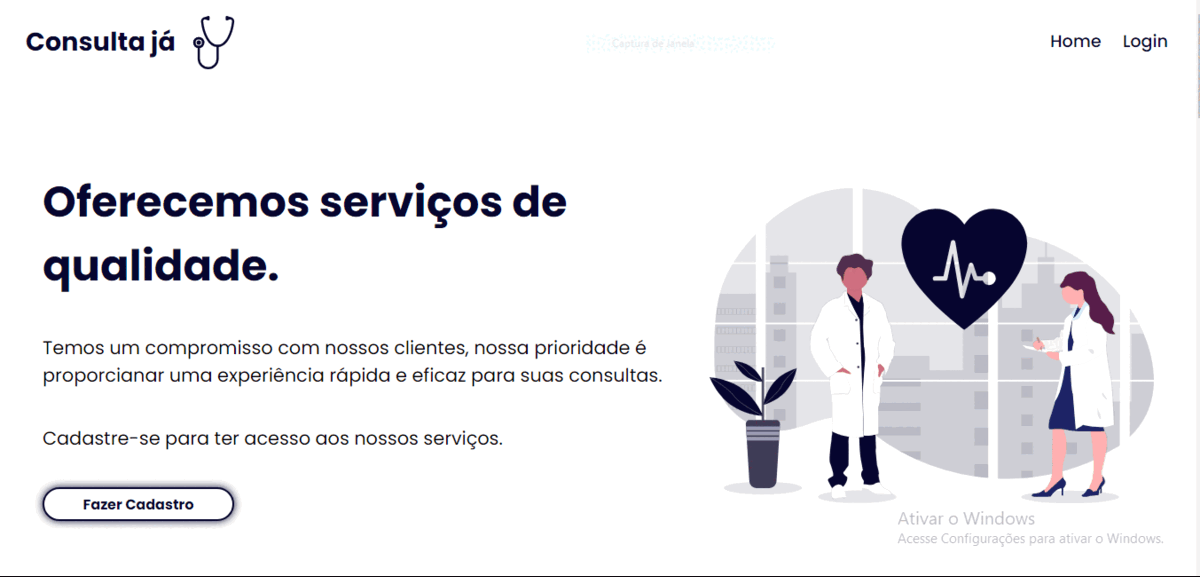 Consulta já
Captura de Janela
Home
Login
Oferecemos serviços de
qualidade.
Temos um compromisso com nossos clientes, nossa prioridade é
proporcianar uma experiência rápida e eficaz para suas consultas.
Cadastre-se para ter acesso aos nossos serviços.
Fazer Cadastro
Ativar o Windows
Acesse Configurações para ativar o Windows.